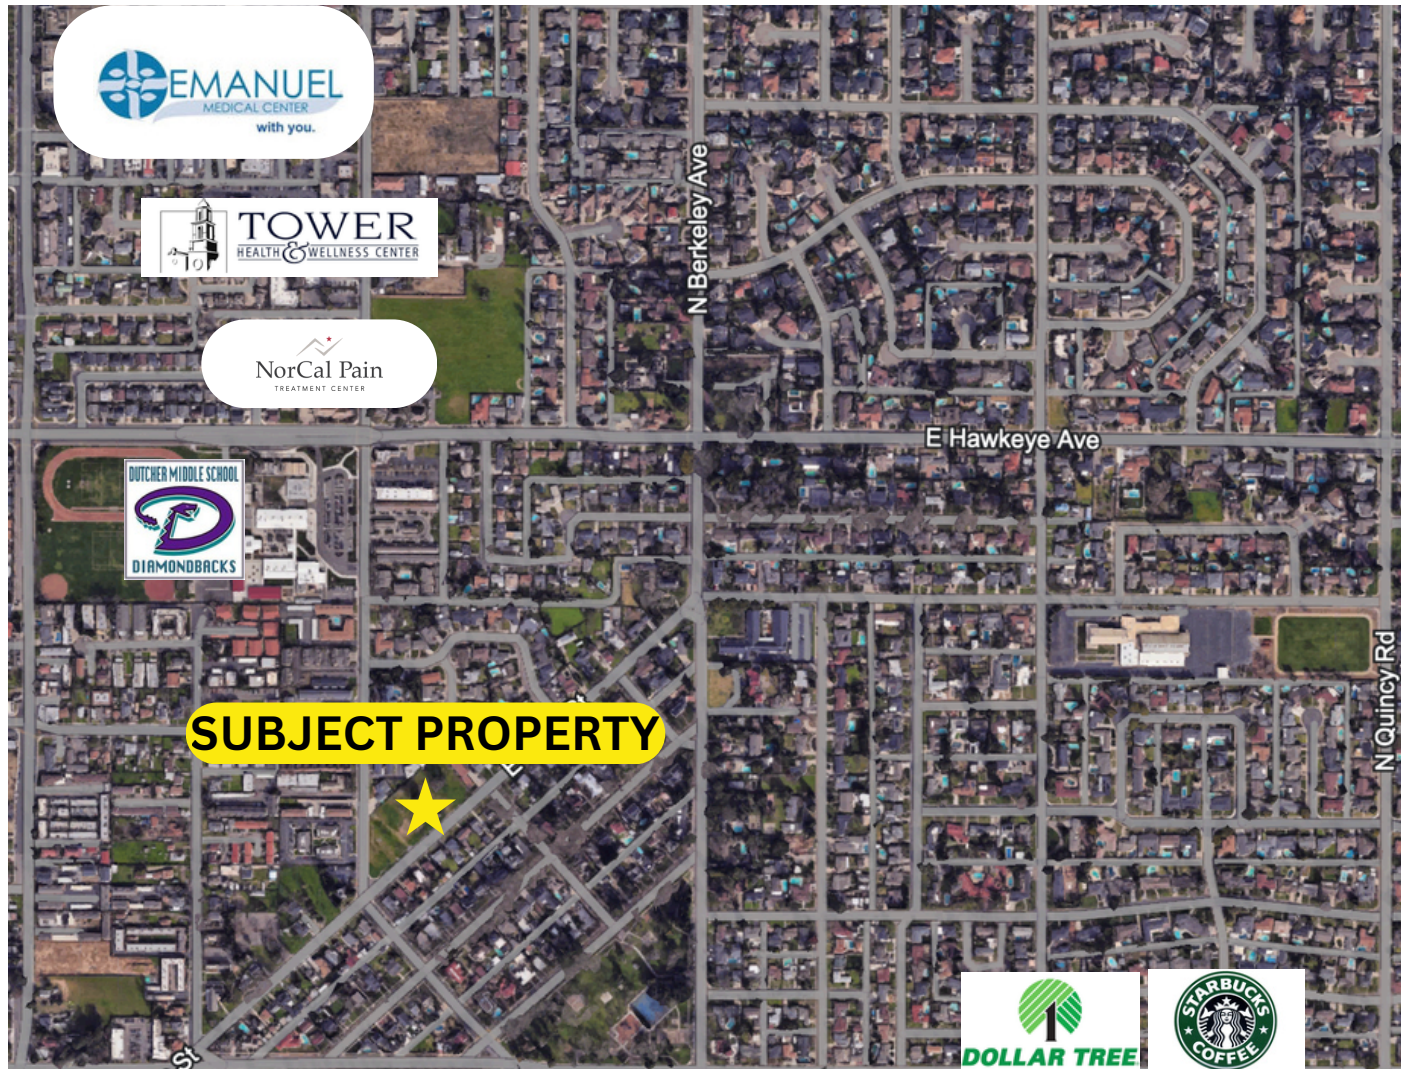 EMANUEL
MEDICAL CENTER
with you.
TOWER
HEALTH & WELLNESS CENTER
NorCal Pain
TREATMENT CENTER
N Berkeley Ave
E Hawkeye Ave
DUTCHER MIDDLE SCHOOL
D
DIAMONDBACKS
N Quincy Rd
SUBJECT PROPERTY
St
DOLLAR TREE
STARBUCKS
COFFEE